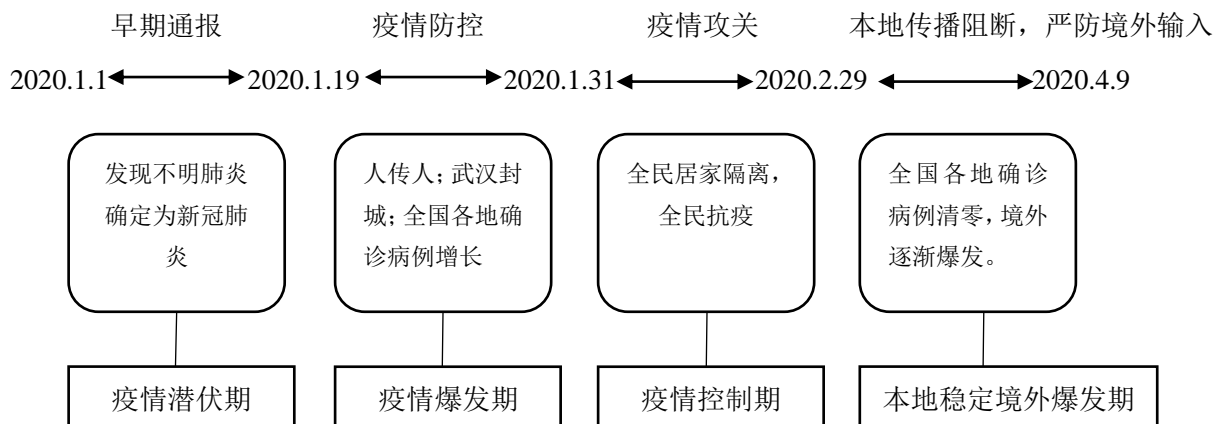 早期通报 疫情防控 疫情攻关 本地传播阻断，严防境外输入
2020.1.1 2020.1.19 2020.1.31 2020.2.29 2020.4.9
发现不明肺炎
确定为新冠肺
炎
人传人；武汉封
城；全国各地确
诊病例增长
全民居家隔离，
全民抗疫
全国各地确诊
病例清零，境外
逐渐爆发。
疫情潜伏期 疫情爆发期 疫情控制期 本地稳定境外爆发期